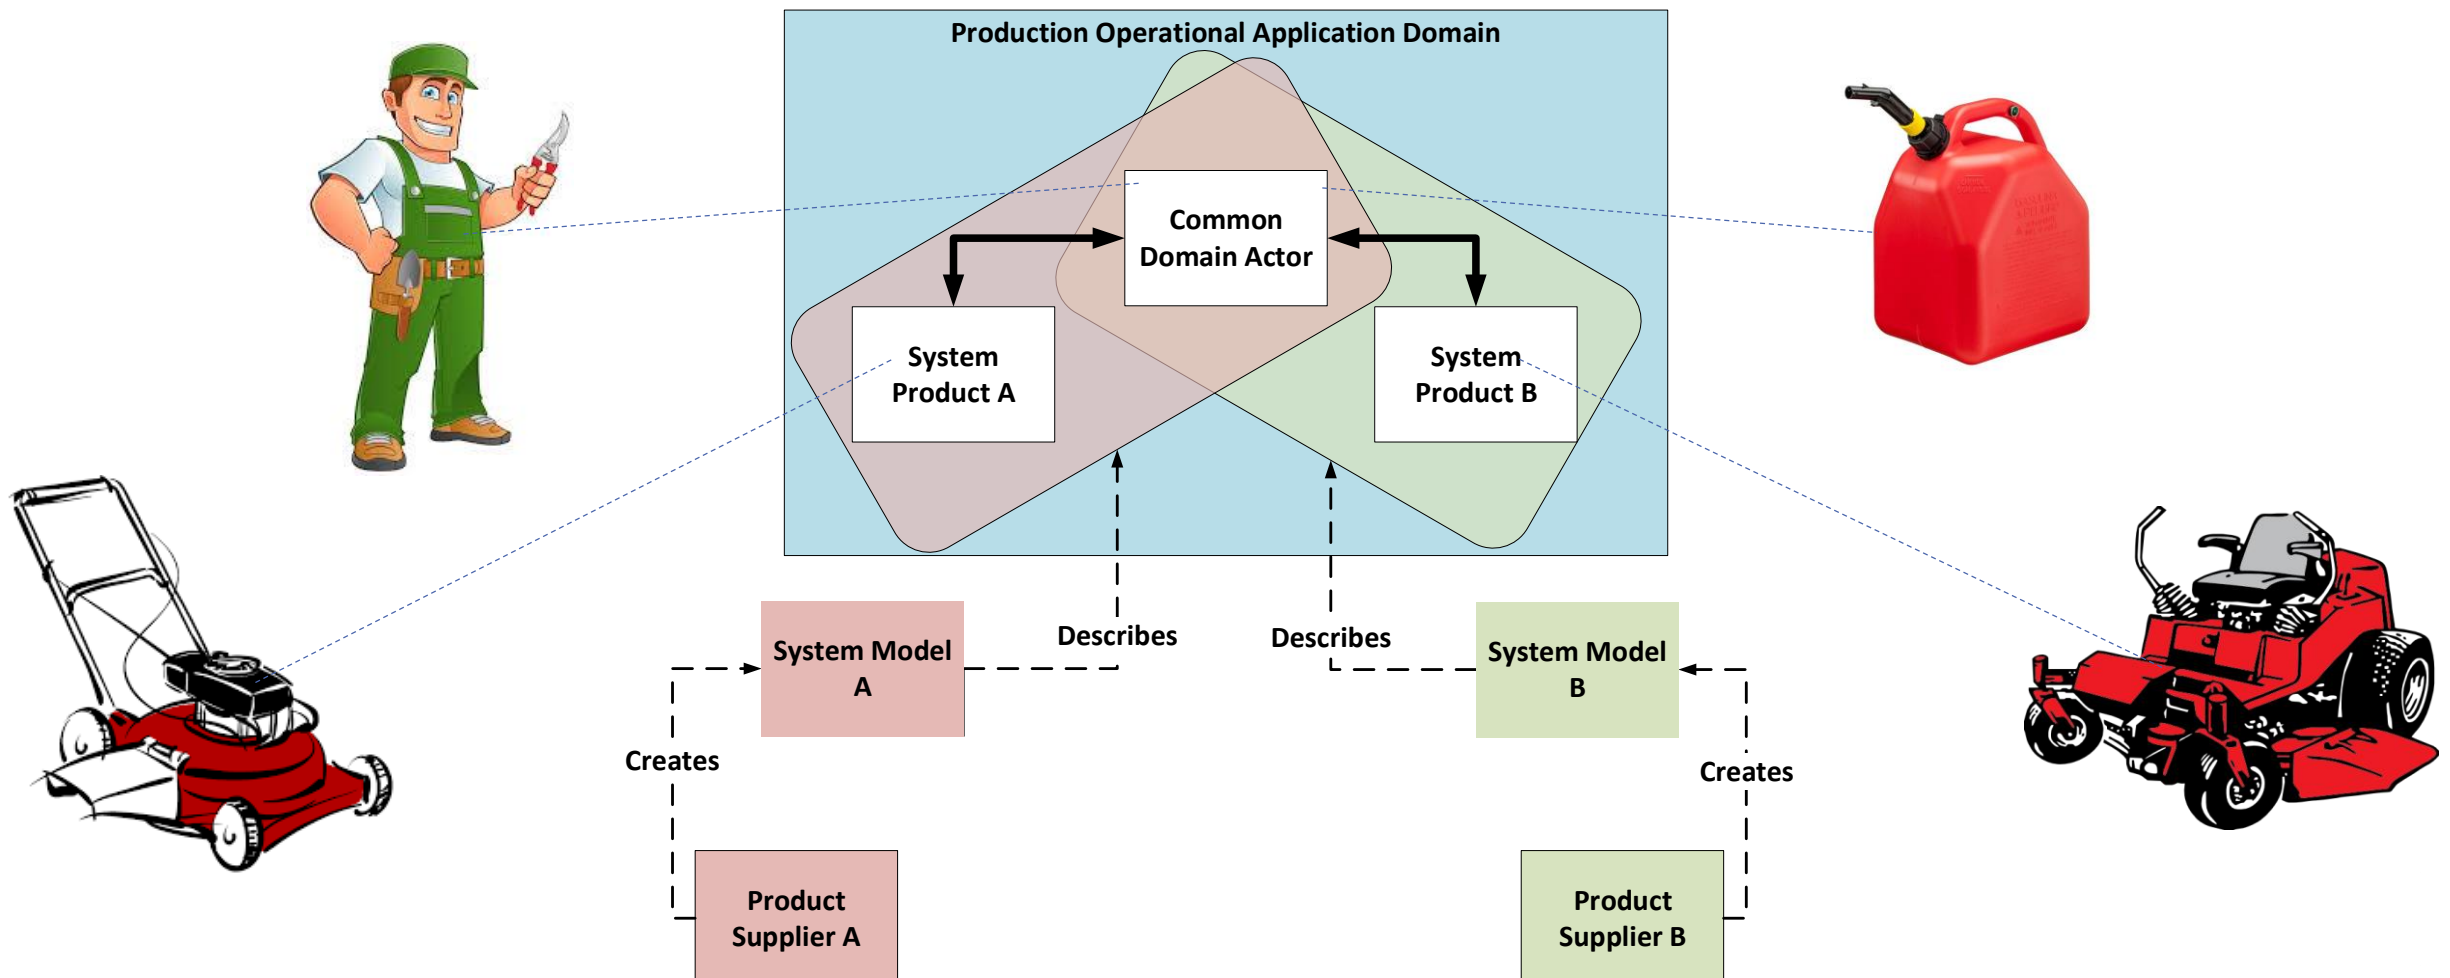 Production Operational Application Domain
Common
Domain Actor
System
Product A
System
Product B
Describes
Describes
System Model
A
System Model
B
Creates
Creates
Product
Supplier A
Product
Supplier B